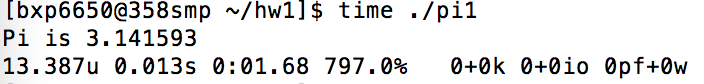 [bxp6650@358smp ~/hw1]$ time ./pi1
Pi is 3.141593
13.387u 0.013s 0:01.68 797.0%   0+0k 0+0io 0pf+0w